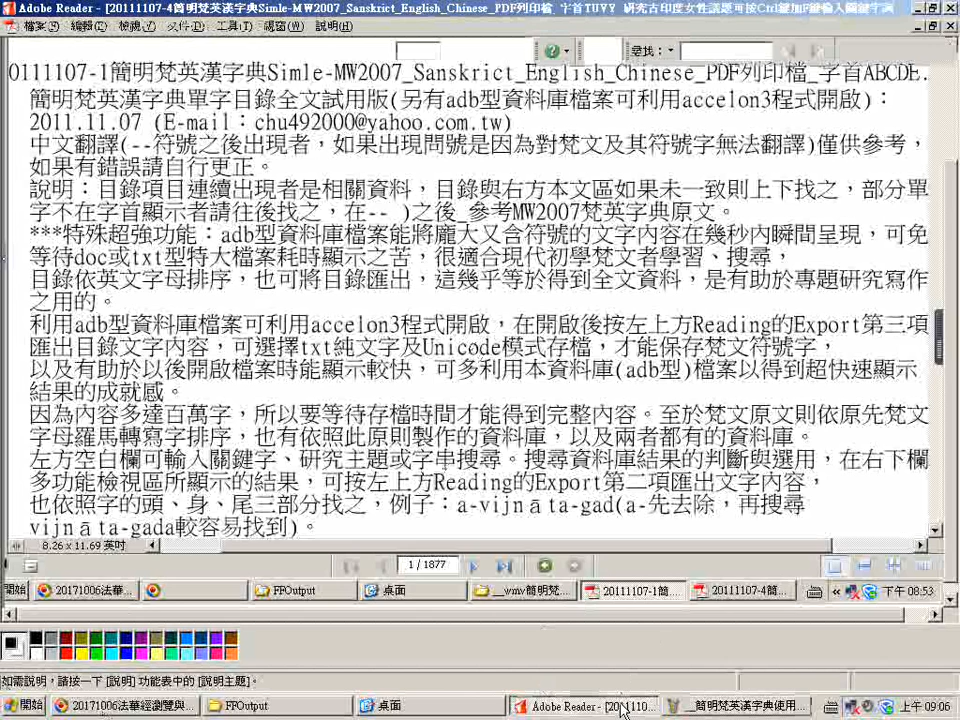 Adobe Reader - [20111107-4簡明梵英漢字典Simle-MW2007_Sanskrict_English_Chinese_PDF列印檔_字首TUVY 研究古印度女性議題可按Ctrl鍵加F鍵輸入關鍵字詞
檔案(F) 編輯(E) 檢視(V) 文件(D) 工具(T) 視窗(W) 說明(H)
尋找:
0111107-1簡明梵英漢字典Simle-MW2007_Sanskrict_English_Chinese_PDF列印檔_字首ABCDE.
簡明梵英漢字典單字目錄全文試用版(另有adb型資料庫檔案可利用accelon3程式開啟):
2011.11.07 (E-mail:chu492000@yahoo.com.tw)
中文翻譯(--符號之後出現者,如果出現問號是因為對梵文及其符號字無法翻譯)僅供參考,
如果有錯誤請自行更正。
說明:目錄項目連續出現者是相關資料,目錄與右方本文區如果未一致則上下找之,部分單
字不在字首顯示者請往後找之,在-- )之後_參考MW2007梵英字典原文。
***特殊超強功能:adb型資料庫檔案能將龐大又含符號的文字內容在幾秒內瞬間呈現,可免
等待doc或txt型特大檔案耗時顯示之苦,很適合現代初學梵文者學習、搜尋,
目錄依英文字母排序,也可將目錄匯出,這幾乎等於得到全文資料,是有助於專題研究寫作
之用的。
利用adb型資料庫檔案可利用accelon3程式開啟,在開啟後按左上方Reading的Export第三項
匯出目錄文字內容,可選擇txt純文字及Unicode模式存檔,才能保存梵文符號字,
以及有助於以後開啟檔案時能顯示較快,可多利用本資料庫(adb型)檔案以得到超快速顯示
結果的成就感。
因為內容多達百萬字,所以要等待存檔時間才能得到完整內容。至於梵文原文則依原先梵文
字母羅馬轉寫字排序,也有依照此原則製作的資料庫,以及兩者都有的資料庫。
左方空白欄可輸入關鍵字、研究主題或字串搜尋。搜尋資料庫結果的判斷與選用,在右下欄
多功能檢視區所顯示的結果,可按左上方Reading的Export第二項匯出文字內容,
也依照字的頭、身、尾三部分找之,例子:a-vijnāta-gad(a-先去除,再搜尋
vijnāta-gada較容易找到)。
8.26 x 11.69 英吋
1 / 1877
開始 20171006法華... FFOutput 桌面 __wmv簡明梵... 20111107-1簡... 20111107-4簡... 下午 08:53
如需說明,請按一下 [說明] 功能表中的 [說明主題]。
開始 20171006法華經瀏覽與... FFOutput 桌面 Adobe Reader - [2011110... __簡明梵英漢字典使用... 上午 09:06